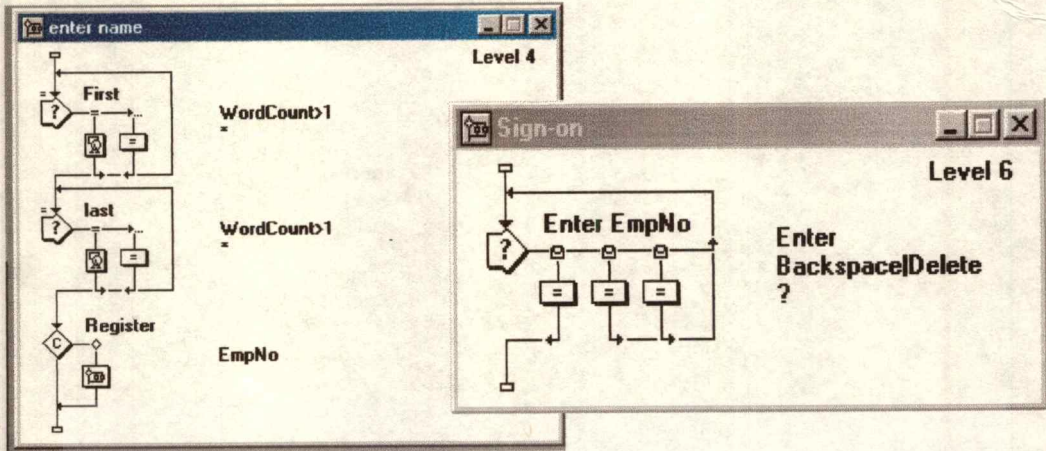 enter name
Level 4
First
WordCount>1
=
last
WordCount>1
=
Register
EmpNo
Sign-on
Level 6
Enter EmpNo
Enter
Backspace|Delete
?